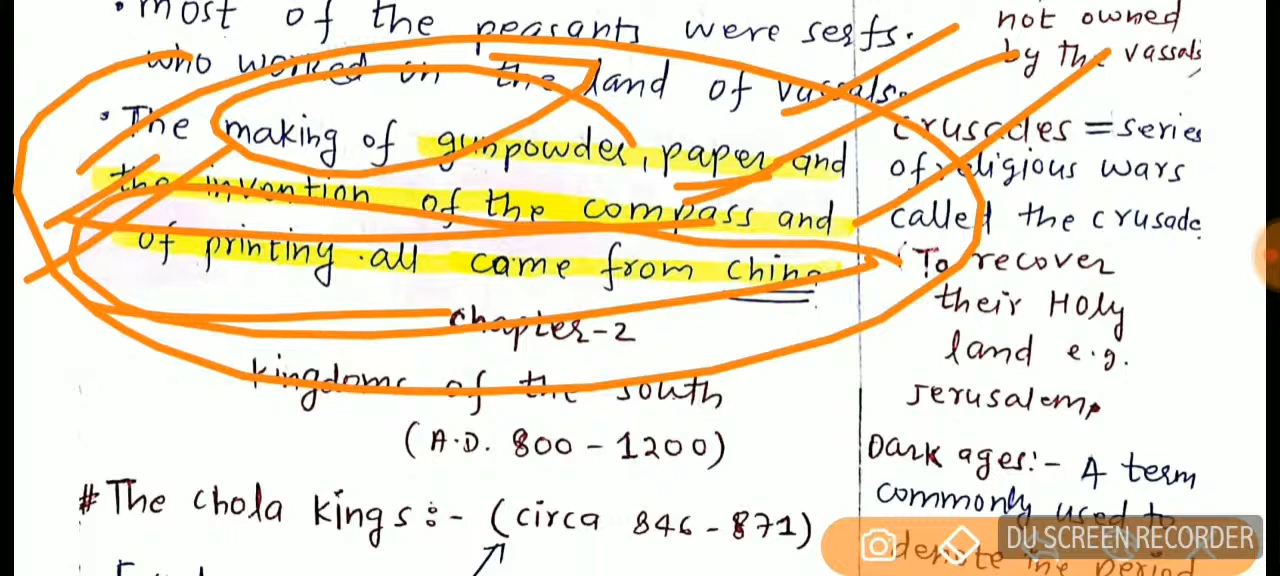 • most of the peasants were serfs.
who worked on the land of vassals.
• The making of gunpowder, paper and
the invention of the compass and
of printing. all came from China
Chapter-2
kingdoms of the south
(A.D. 800 - 1200)
# The Chola kings :- (circa 846 - 871)
not owned
by the vassals
crusades = series
of religious wars
called the crusade
To recover
their Holy
land e.g.
Jerusalem,
Dark ages:- A term
commonly used to
denote the period
DU SCREEN RECORDER